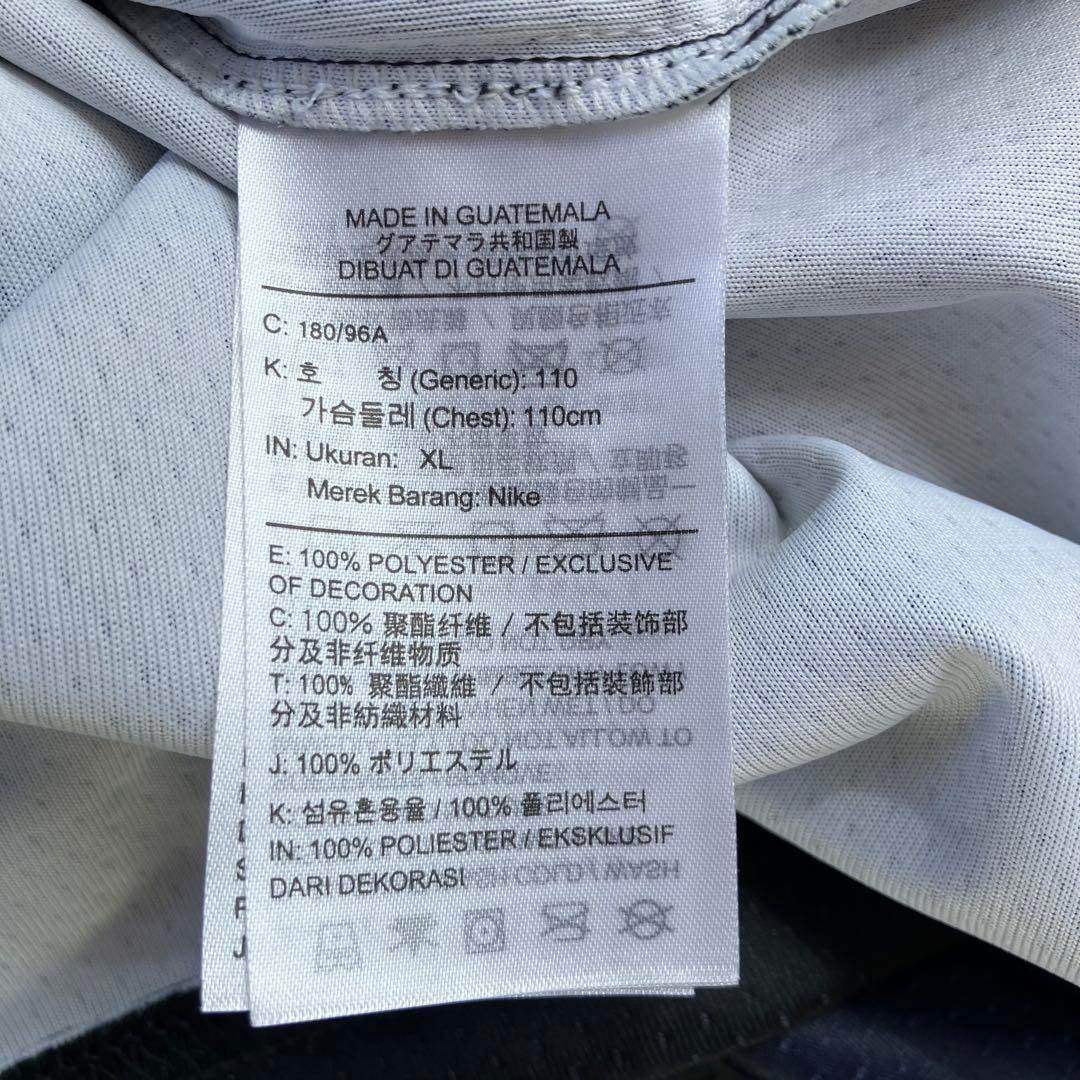 MADE IN GUATEMALA
グアテマラ共和国製
DIBUAT DI GUATEMALA
C: 180/96A
K: 호 칭 (Generic): 110
가슴둘레 (Chest): 110cm
IN: Ukuran: XL
Merek Barang: Nike
E: 100% POLYESTER / EXCLUSIVE
OF DECORATION
C: 100% 聚酯纤维 / 不包括装饰部
分及非纤维物质
T: 100% 聚酯纖維 / 不包括裝飾部
分及非紡織材料
J: 100% ポリエステル
K: 섬유혼용율 / 100% 폴리에스터
IN: 100% POLIESTER / EKSKLUSIF
DARI DEKORASI